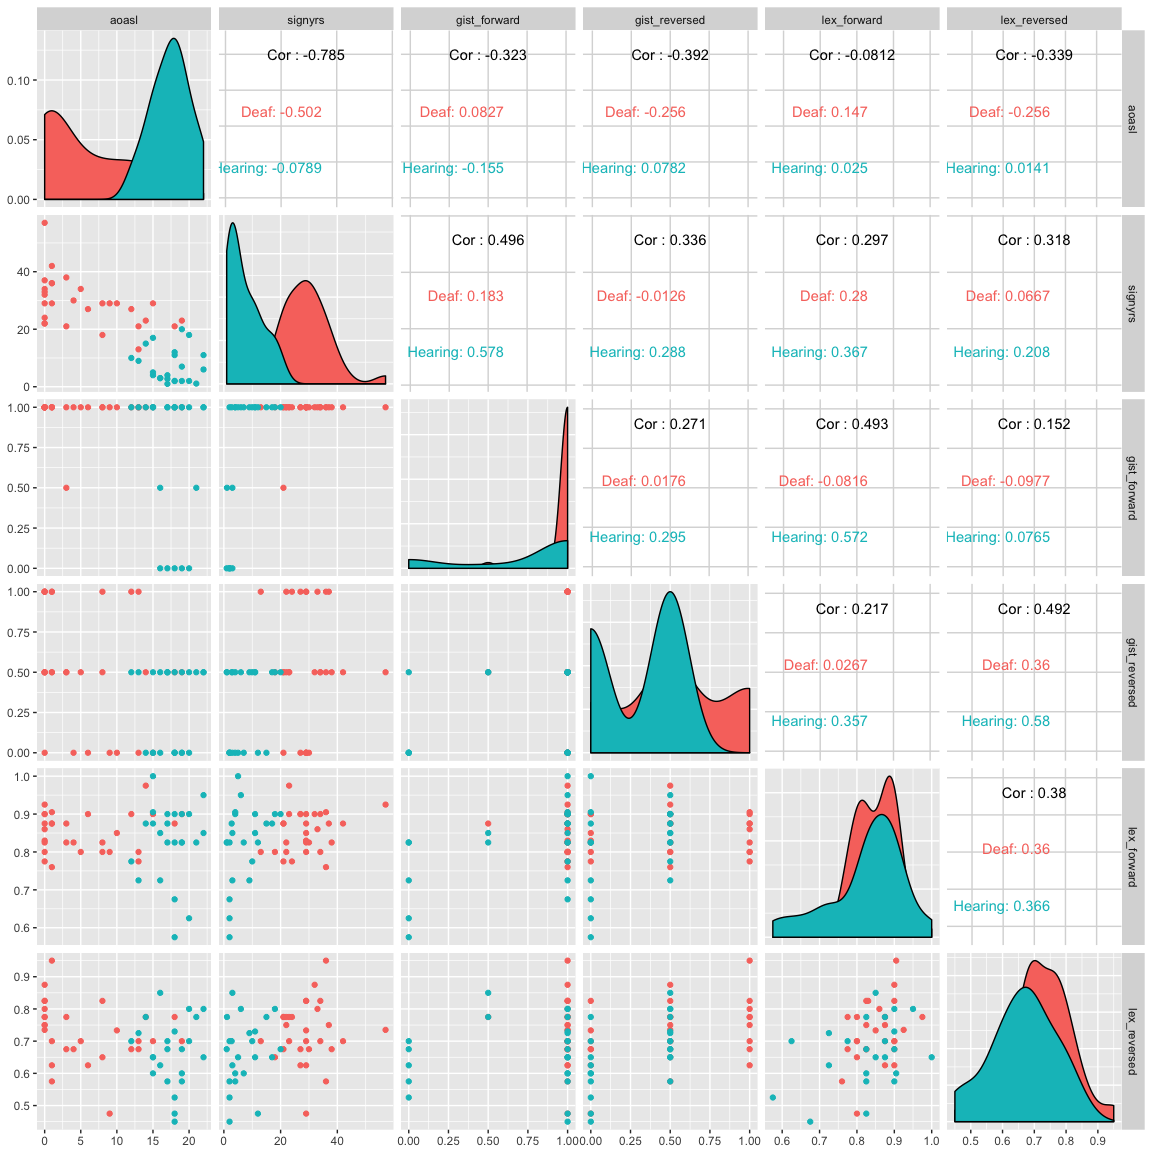 aoasl signyrs gist_forward gist_reversed lex_forward lex_reversed
Cor : -0.785 Cor : -0.323 Cor : -0.392 Cor : -0.0812 Cor : -0.339
0.10
Deaf: -0.502 Deaf: 0.0827 Deaf: -0.256 Deaf: 0.147 Deaf: -0.256
aoasl
0.05
Hearing: -0.0789 Hearing: -0.155 Hearing: 0.0782 Hearing: 0.025 Hearing: 0.0141
0.00
Cor : 0.496 Cor : 0.336 Cor : 0.297 Cor : 0.318
40
Deaf: 0.183 Deaf: -0.0126 Deaf: 0.28 Deaf: 0.0667
signyrs
20
Hearing: 0.578 Hearing: 0.288 Hearing: 0.367 Hearing: 0.208
0
1.00
Cor : 0.271 Cor : 0.493 Cor : 0.152
0.75
Deaf: 0.0176 Deaf: -0.0816 Deaf: -0.0977
gist_forward
0.50
0.25
Hearing: 0.295 Hearing: 0.572 Hearing: 0.0765
0.00
1.00
Cor : 0.217 Cor : 0.492
0.75
Deaf: 0.0267 Deaf: 0.36
gist_reversed
0.50
0.25
Hearing: 0.357 Hearing: 0.58
0.00
1.0
Cor : 0.38
0.9
Deaf: 0.36
lex_forward
0.8
0.7
Hearing: 0.366
0.6
0.9
0.8
lex_reversed
0.7
0.6
0.5
0 5 10 15 20 0 20 40 0.00 0.25 0.50 0.75 1.00 0.00 0.25 0.50 0.75 1.00 0.6 0.7 0.8 0.9 1.0 0.5 0.6 0.7 0.8 0.9